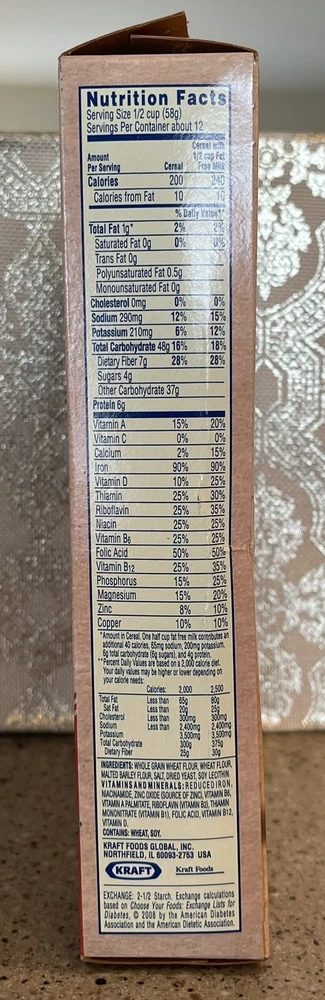 Nutrition Facts
Serving Size 1/2 cup (58g)
Servings Per Container about 12
Cereal with
Amount 1/2 cup Fat
Per Serving Cereal Free Milk
Calories 200 240
Calories from Fat 10 10
% Daily Value**
Total Fat 1g* 2% 2%
Saturated Fat 0g 0% 0%
Trans Fat 0g
Polyunsaturated Fat 0.5g
Monounsaturated Fat 0g
Cholesterol 0mg 0% 0%
Sodium 290mg 12% 15%
Potassium 210mg 6% 12%
Total Carbohydrate 48g 16% 18%
Dietary Fiber 7g 28% 28%
Sugars 4g
Other Carbohydrate 37g
Protein 6g
Vitamin A 15% 20%
Vitamin C 0% 0%
Calcium 2% 15%
Iron 90% 90%
Vitamin D 10% 25%
Thiamin 25% 30%
Riboflavin 25% 35%
Niacin 25% 25%
Vitamin B6 25% 25%
Folic Acid 50% 50%
Vitamin B12 25% 35%
Phosphorus 15% 25%
Magnesium 15% 20%
Zinc 8% 10%
Copper 10% 10%
*Amount in Cereal. One half cup fat free milk contributes an
additional 40 calories, 65mg sodium, 200mg potassium,
6g total carbohydrate (6g sugars), and 4g protein.
**Percent Daily Values are based on a 2,000 calorie diet.
Your daily values may be higher or lower depending on
your calorie needs:
Calories: 2,000 2,500
Total Fat Less than 65g 80g
Sat Fat Less than 20g 25g
Cholesterol Less than 300mg 300mg
Sodium Less than 2,400mg 2,400mg
Potassium 3,500mg 3,500mg
Total Carbohydrate 300g 375g
Dietary Fiber 25g 30g
INGREDIENTS: WHOLE GRAIN WHEAT FLOUR, WHEAT FLOUR,
MALTED BARLEY FLOUR, SALT, DRIED YEAST, SOY LECITHIN.
VITAMINS AND MINERALS: REDUCED IRON,
NIACINAMIDE, ZINC OXIDE (SOURCE OF ZINC), VITAMIN B6,
VITAMIN A PALMITATE, RIBOFLAVIN (VITAMIN B2), THIAMIN
MONONITRATE (VITAMIN B1), FOLIC ACID, VITAMIN B12,
VITAMIN D.
CONTAINS: WHEAT, SOY.
KRAFT FOODS GLOBAL, INC.
NORTHFIELD, IL 60093-2753 USA
KRAFT Kraft Foods
EXCHANGE: 2-1/2 Starch. Exchange calculations
based on Choose Your Foods: Exchange Lists for
Diabetes, © 2008 by the American Diabetes
Association and the American Dietetic Association.